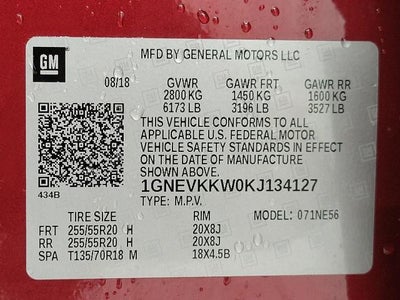 GM
MFD BY GENERAL MOTORS LLC
08/18 GVWR GAWR FRT GAWR RR
2800 KG 1450 KG 1600 KG
6173 LB 3196 LB 3527 LB
THIS VEHICLE CONFORMS TO ALL
APPLICABLE U.S. FEDERAL MOTOR
VEHICLE SAFETY STANDARDS IN EFFECT
ON THE DATE OF MANUFACTURE
SHOWN ABOVE.
434B
1GNEVKKW0KJ134127
TYPE: M.P.V.
TIRE SIZE RIM MODEL: 071NE56
FRT 255/55R20 H 20X8J
RR 255/55R20 H 20X8J
SPA T135/70R18 M 18X4.5B